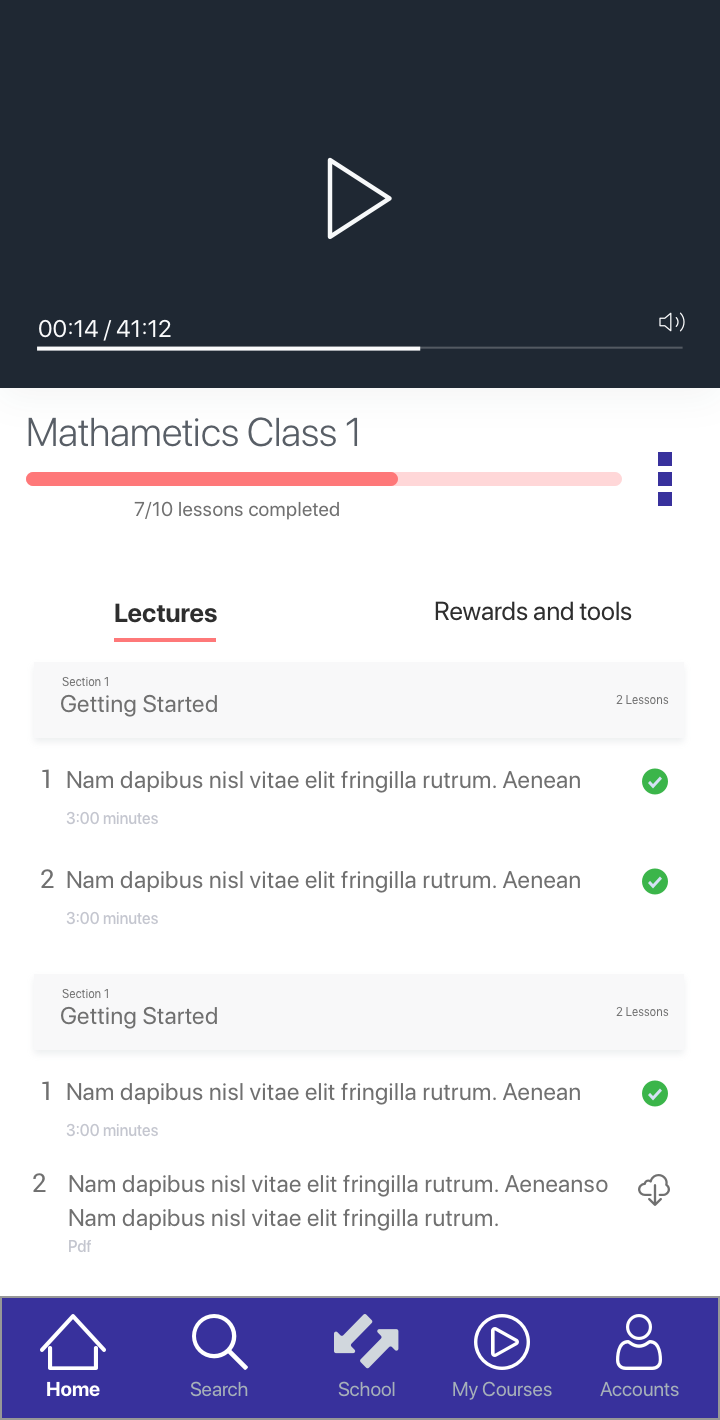 00:14 / 41:12
Mathametics Class 1
7/10 lessons completed
Lectures
Rewards and tools
Section 1
Getting Started
2 Lessons
1 Nam dapibus nisl vitae elit fringilla rutrum. Aenean
3:00 minutes
2 Nam dapibus nisl vitae elit fringilla rutrum. Aenean
3:00 minutes
Section 1
Getting Started
2 Lessons
1 Nam dapibus nisl vitae elit fringilla rutrum. Aenean
3:00 minutes
2 Nam dapibus nisl vitae elit fringilla rutrum. Aeneanso
Nam dapibus nisl vitae elit fringilla rutrum.
Pdf
Home
Search
School
My Courses
Accounts